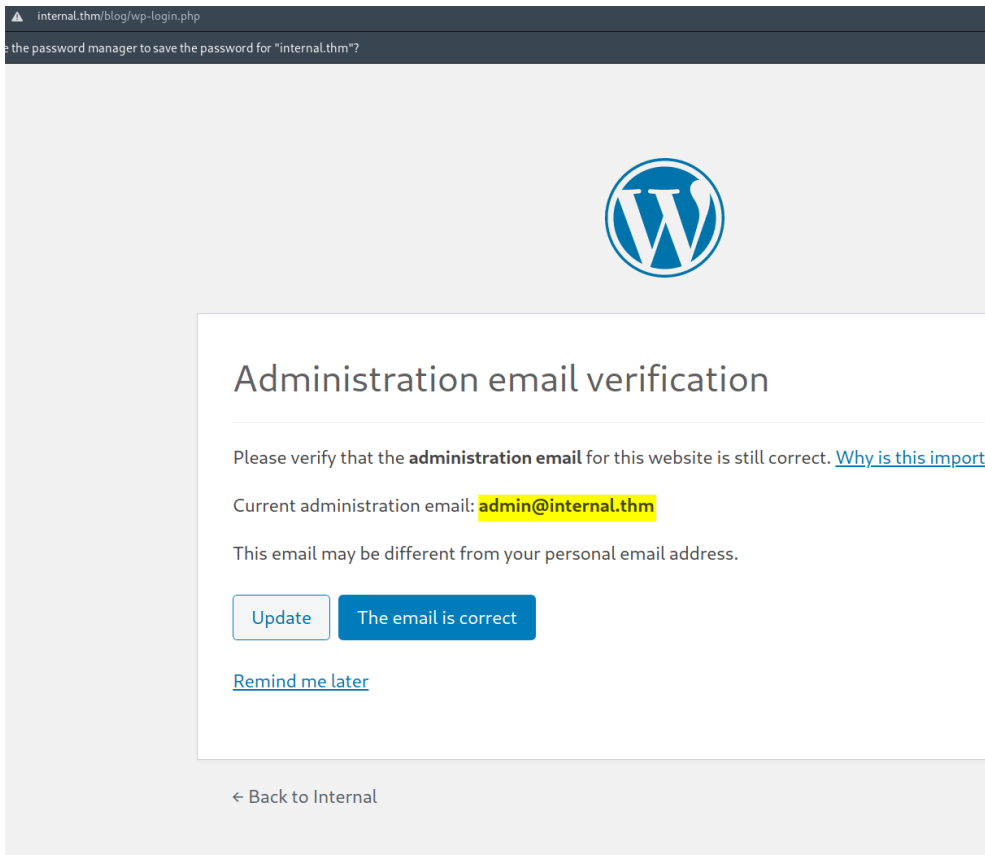 internal.thm/blog/wp-login.php
the password manager to save the password for "internal.thm"?
Administration email verification
Please verify that the administration email for this website is still correct. Why is this import
Current administration email: admin@internal.thm
This email may be different from your personal email address.
Update The email is correct
Remind me later
← Back to Internal